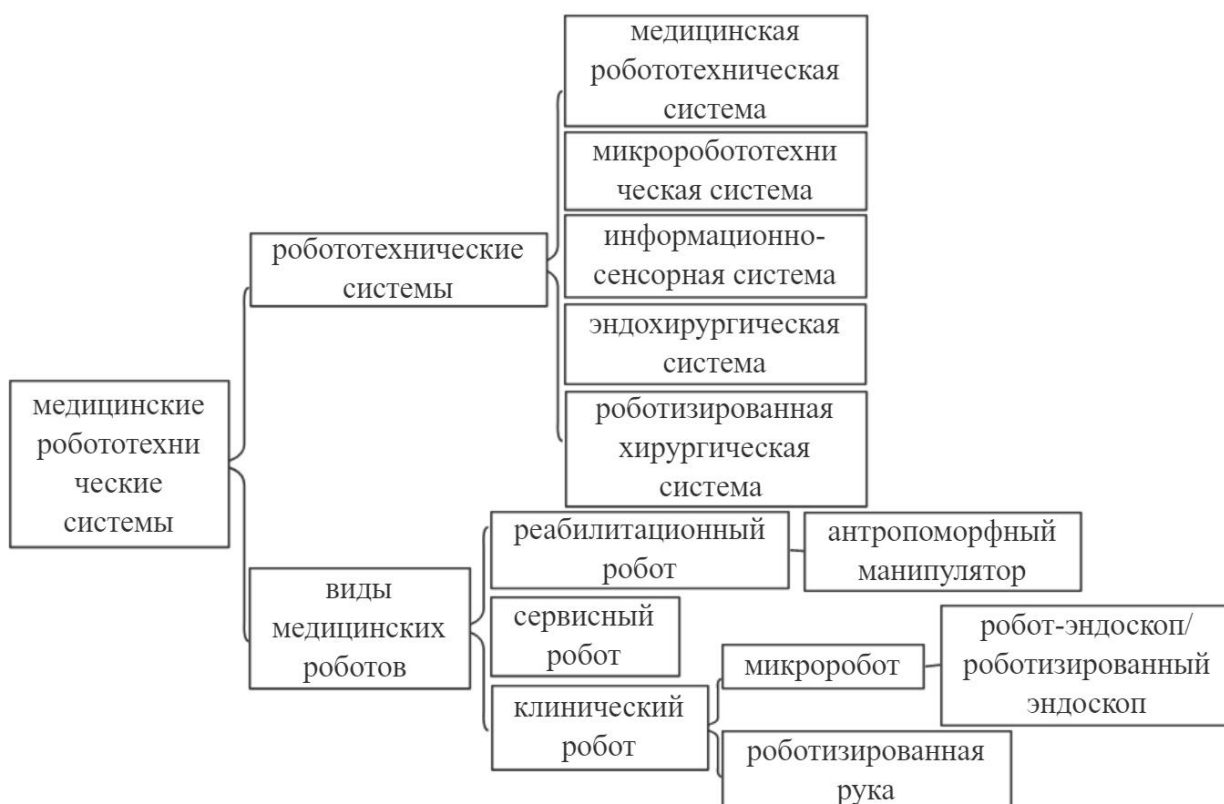 медицинская
робототехническая
система
микроробототехни
ческая система
информационно-
сенсорная система
робототехнические
системы
эндохирургическая
система
роботизированная
хирургическая
система
медицинские
робототехни
ческие
системы
реабилитационный
робот
антропоморфный
манипулятор
виды
медицинских
роботов
сервисный
робот
клинический
робот
микроробот
робот-эндоскоп/
роботизированный
эндоскоп
роботизированная
рука